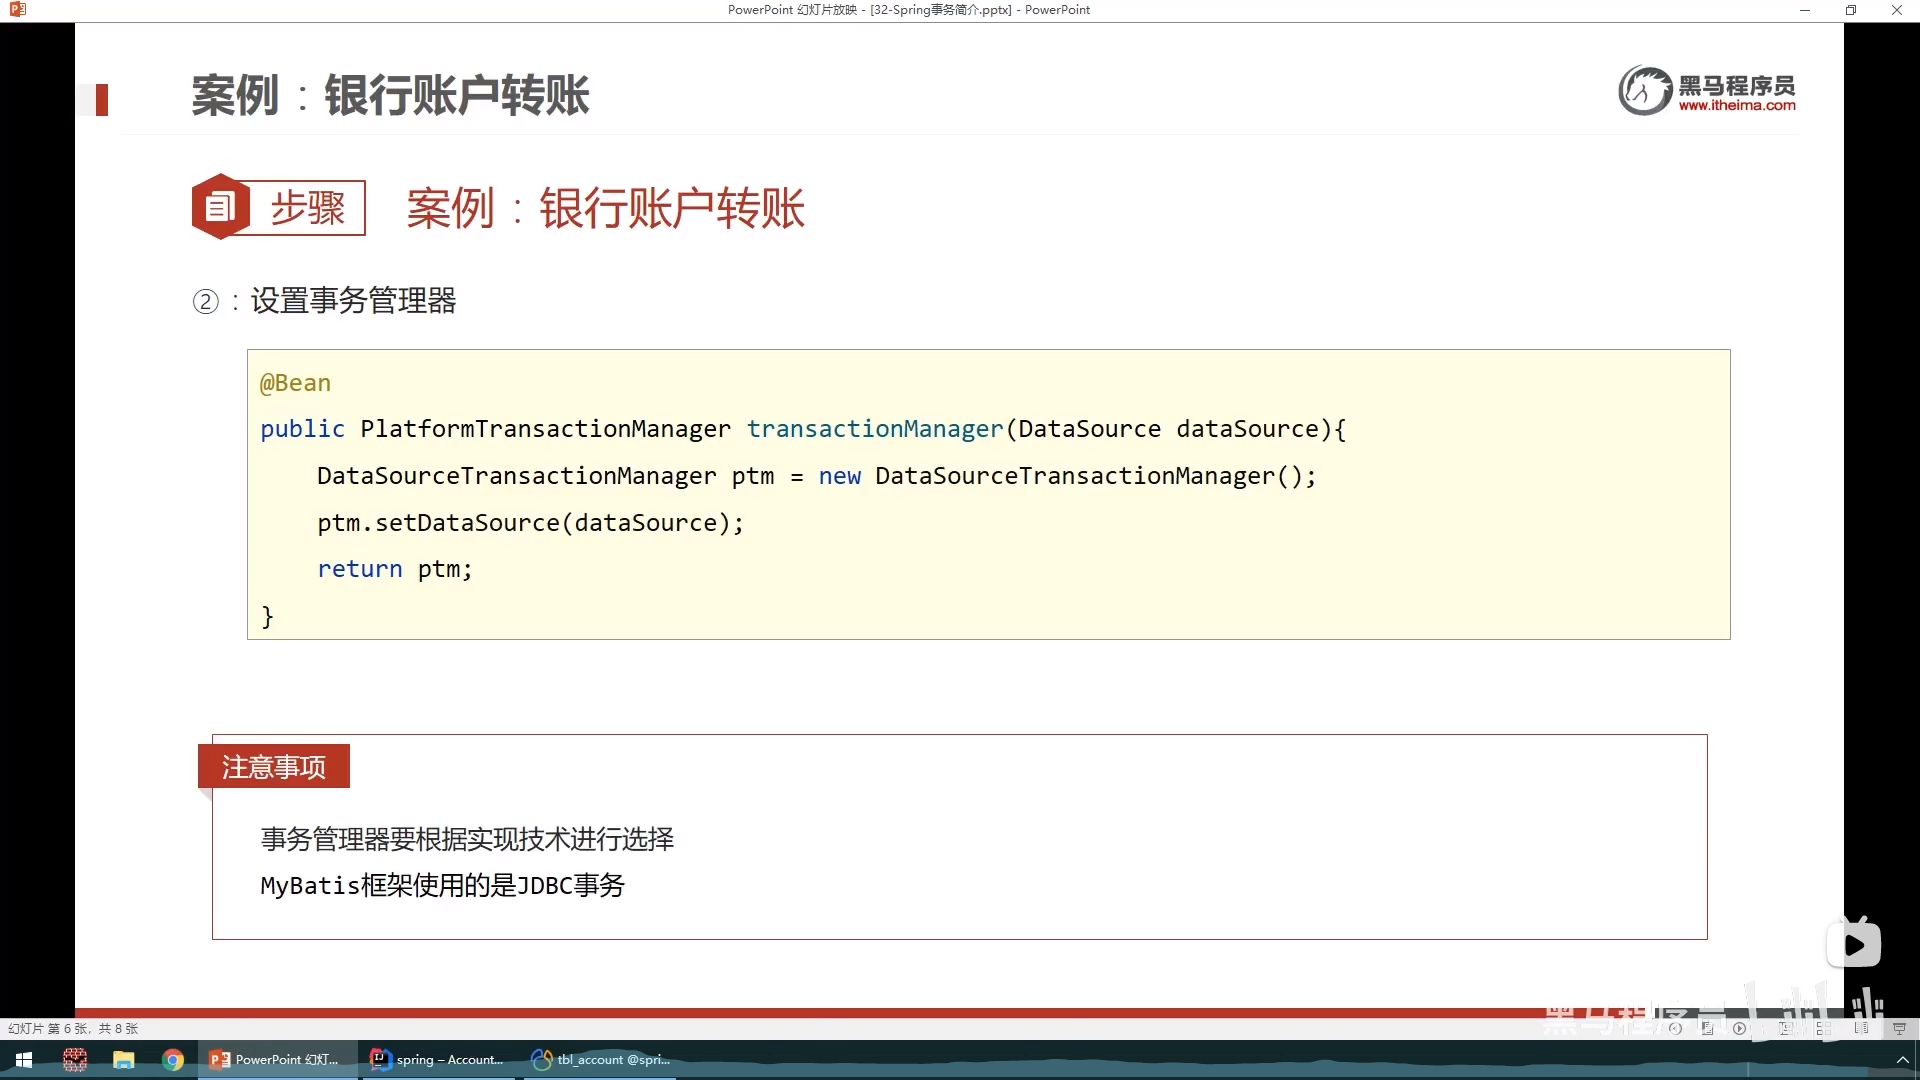 PowerPoint 幻灯片放映 - [32-Spring事务简介.pptx] - PowerPoint
案例：银行账户转账
黑马程序员
www.itheima.com
步骤
案例：银行账户转账
②：设置事务管理器
@Bean
public PlatformTransactionManager transactionManager(DataSource dataSource){
DataSourceTransactionManager ptm = new DataSourceTransactionManager();
ptm.setDataSource(dataSource);
return ptm;
}
注意事项
事务管理器要根据实现技术进行选择
MyBatis框架使用的是JDBC事务
黑马程序员
幻灯片 第 6 张，共 8 张
PowerPoint 幻灯...
spring – Account...
tbl_account @spri...